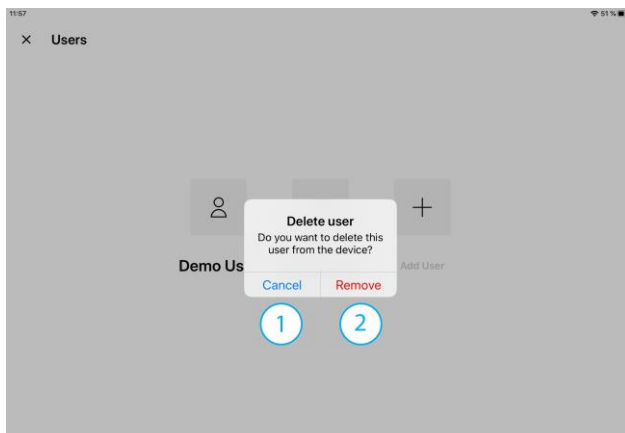 11:57
51 %
× Users
Delete user
Do you want to delete this
user from the device?
Demo Us
Add User
Cancel Remove
1 2